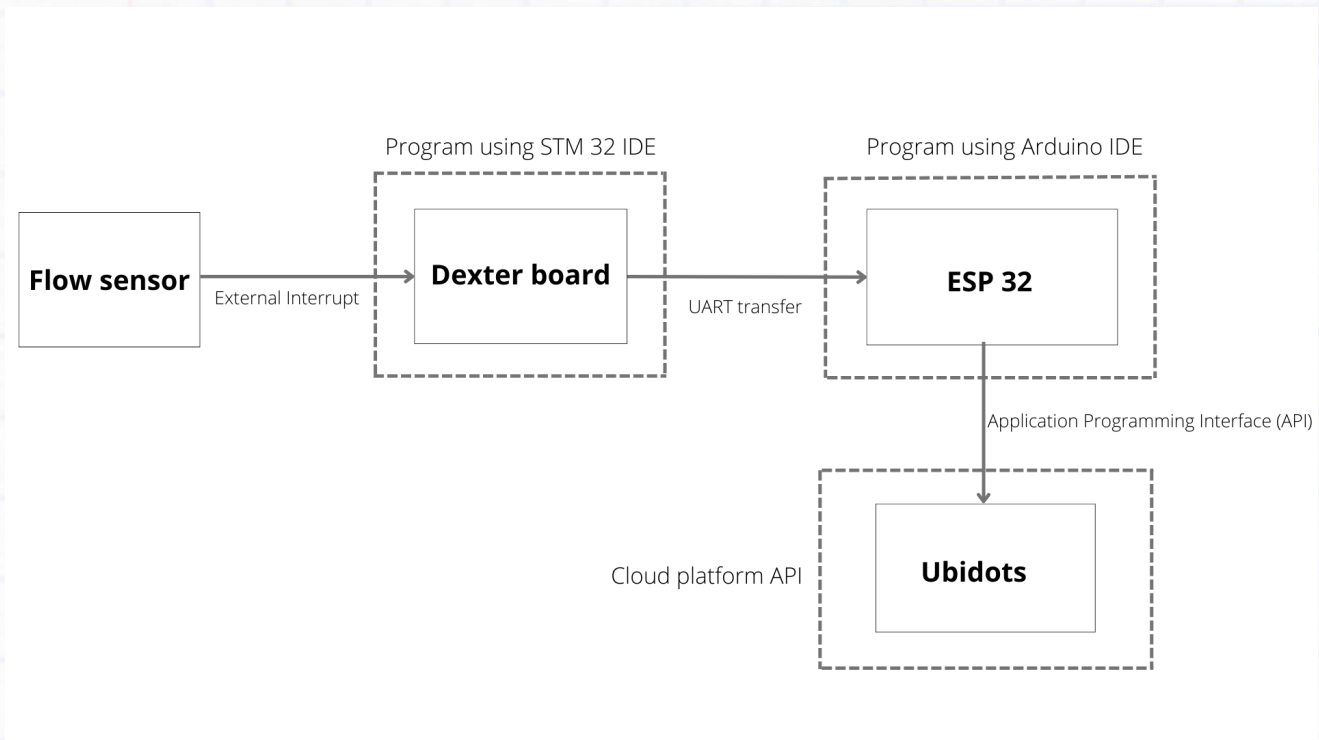 Program using STM 32 IDE
Program using Arduino IDE
Flow sensor
External Interrupt
Dexter board
UART transfer
ESP 32
Application Programming Interface (API)
Cloud platform API
Ubidots